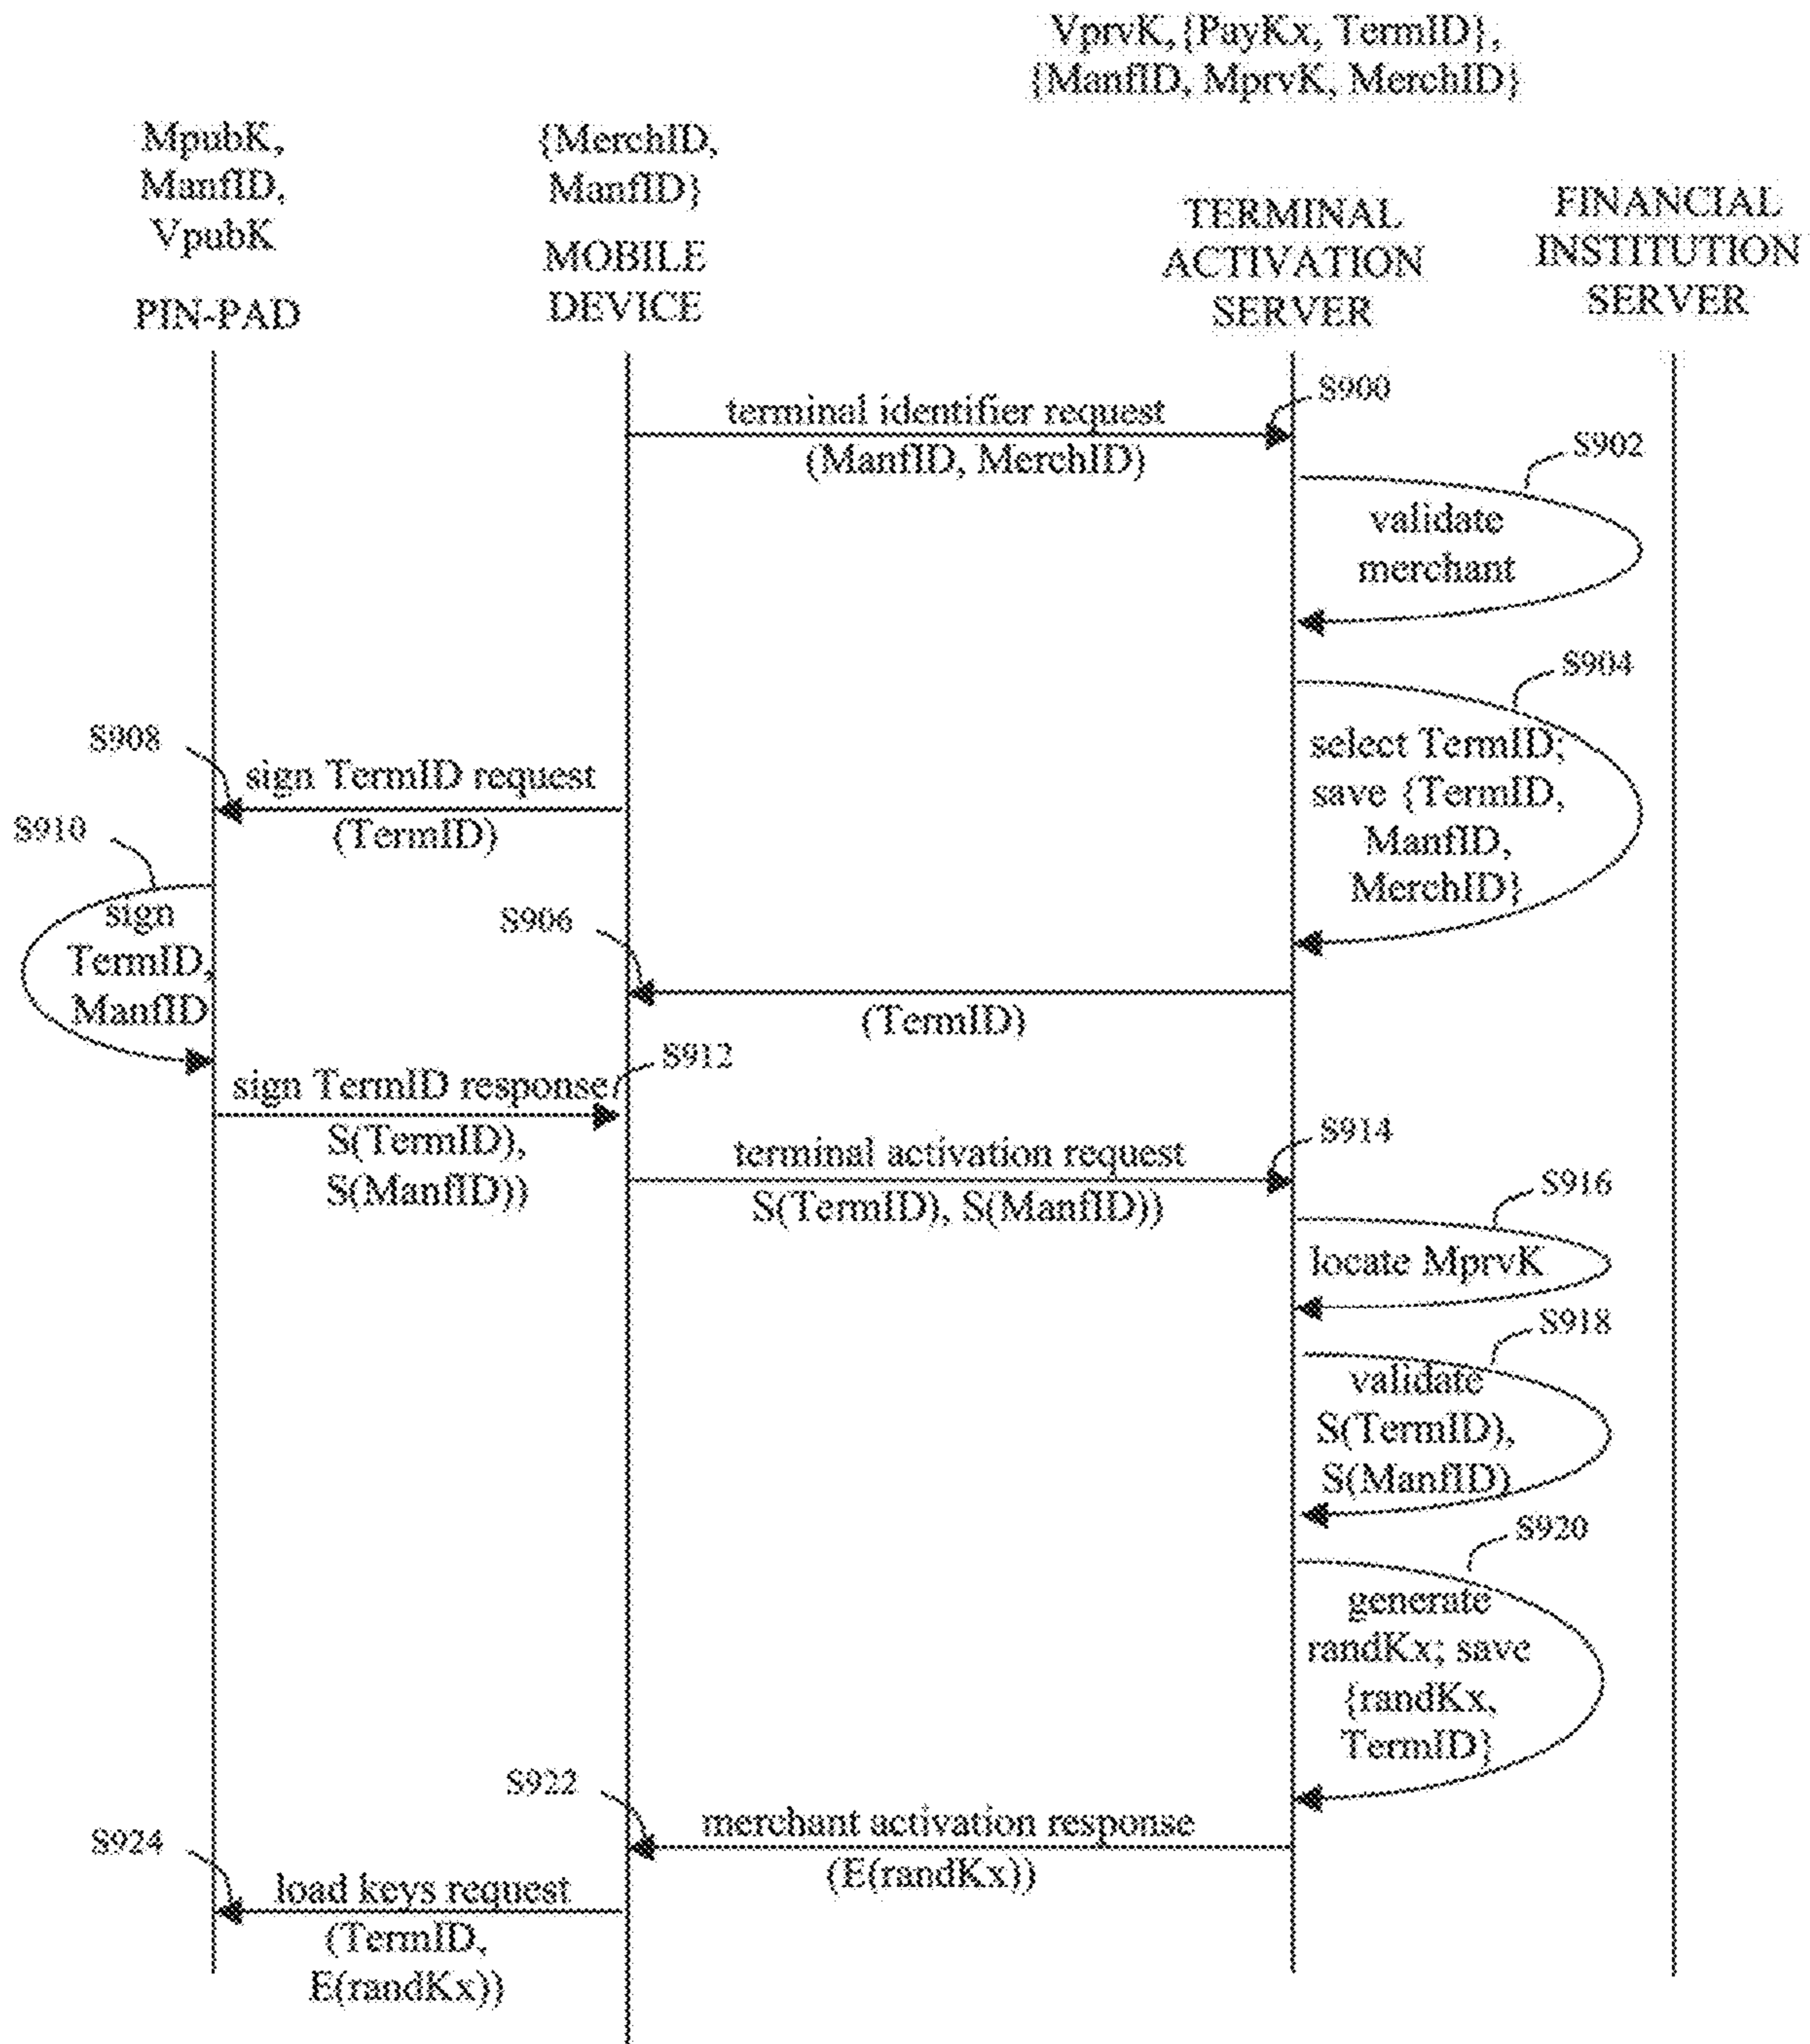 VprvK,{PayKx, TermID},
{ManfID, MprvK, MerchID}
MpubK,
ManfID,
VpubK
PIN-PAD
{MerchID,
ManfID}
MOBILE
DEVICE
TERMINAL
ACTIVATION
SERVER
FINANCIAL
INSTITUTION
SERVER
S900
terminal identifier request
(ManfID, MerchID)
S902
validate
merchant
S904
select TermID;
save {TermID,
ManfID,
MerchID}
S908
sign TermID request
(TermID)
S910
sign
TermID,
ManfID
S906
(TermID)
S912
sign TermID response
S(TermID),
S(ManfID))
S914
terminal activation request
S(TermID), S(ManfID))
S916
locate MprvK
S918
validate
S(TermID),
S(ManfID)
S920
generate
randKx; save
{randKx,
TermID}
S922
merchant activation response
(E(randKx))
S924
load keys request
(TermID,
E(randKx))